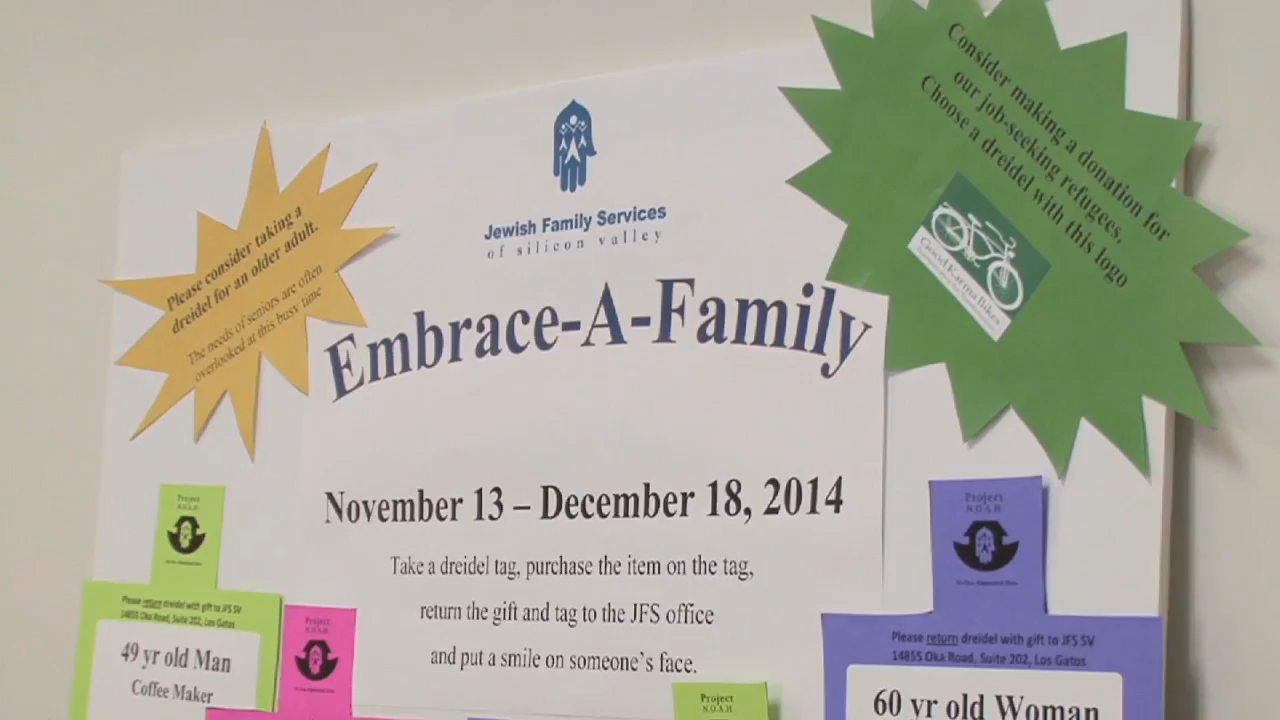 Consider making a donation for
our job-seeking refugees.
Choose a dreidel with this logo
Good Karma Bikes
Jewish Family Services
of silicon valley
Please consider taking a
dreidel for an older adult.
The needs of seniors are often
overlooked at this busy time
Embrace-A-Family
November 13 – December 18, 2014
Take a dreidel tag, purchase the item on the tag,
return the gift and tag to the JFS office
and put a smile on someone's face.
Project
N.O.A.H
Please return dreidel with gift to JFS SV
14855 Oka Road, Suite 202, Los Gatos
49 yr old Man
Coffee Maker
Project
N.O.A.H
Project
N.O.A.H
Project
N.O.A.H
Please return dreidel with gift to JFS SV
14855 Oka Road, Suite 202, Los Gatos
60 yr old Woman